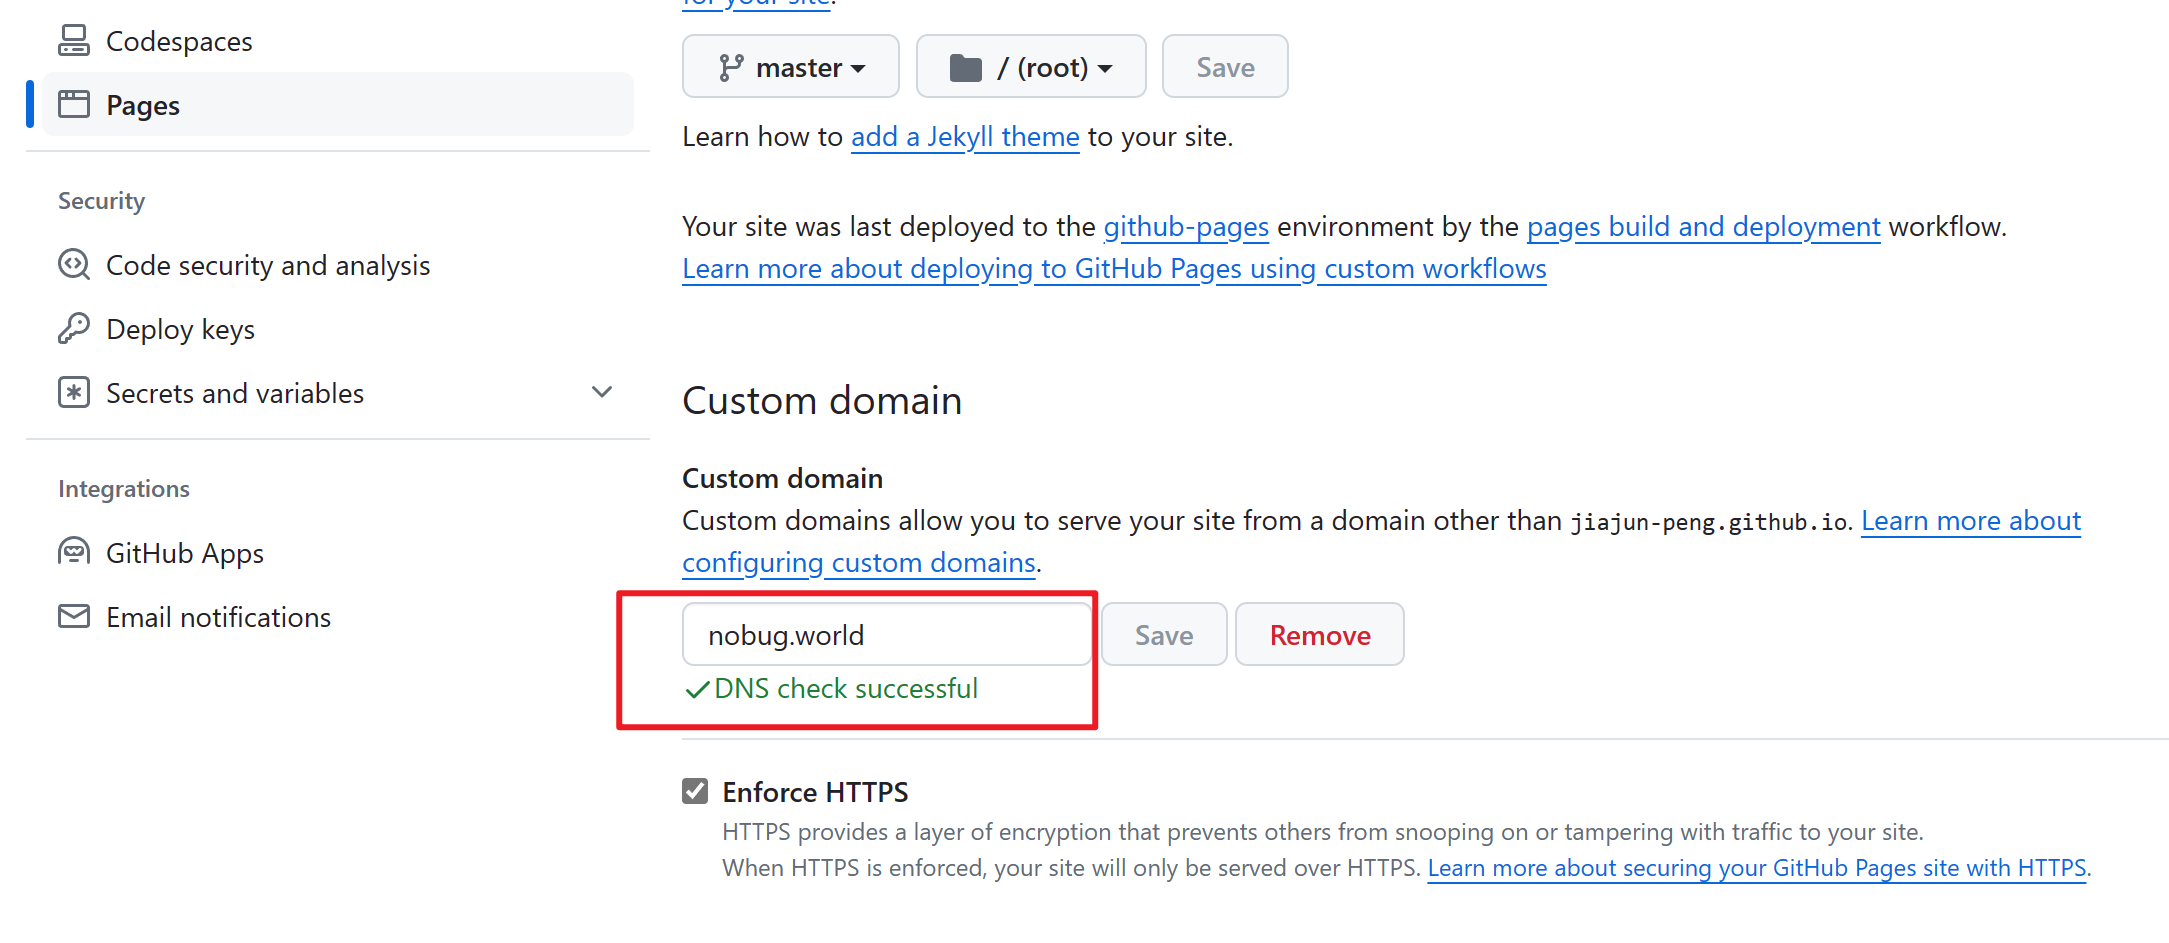 Codespaces
Pages
Security
Code security and analysis
Deploy keys
Secrets and variables
Integrations
GitHub Apps
Email notifications
for your site.
master / (root) Save
Learn how to add a Jekyll theme to your site.
Your site was last deployed to the github-pages environment by the pages build and deployment workflow.
Learn more about deploying to GitHub Pages using custom workflows
Custom domain
Custom domain
Custom domains allow you to serve your site from a domain other than jiajun-peng.github.io. Learn more about
configuring custom domains.
nobug.world Save Remove
DNS check successful
Enforce HTTPS
HTTPS provides a layer of encryption that prevents others from snooping on or tampering with traffic to your site.
When HTTPS is enforced, your site will only be served over HTTPS. Learn more about securing your GitHub Pages site with HTTPS.